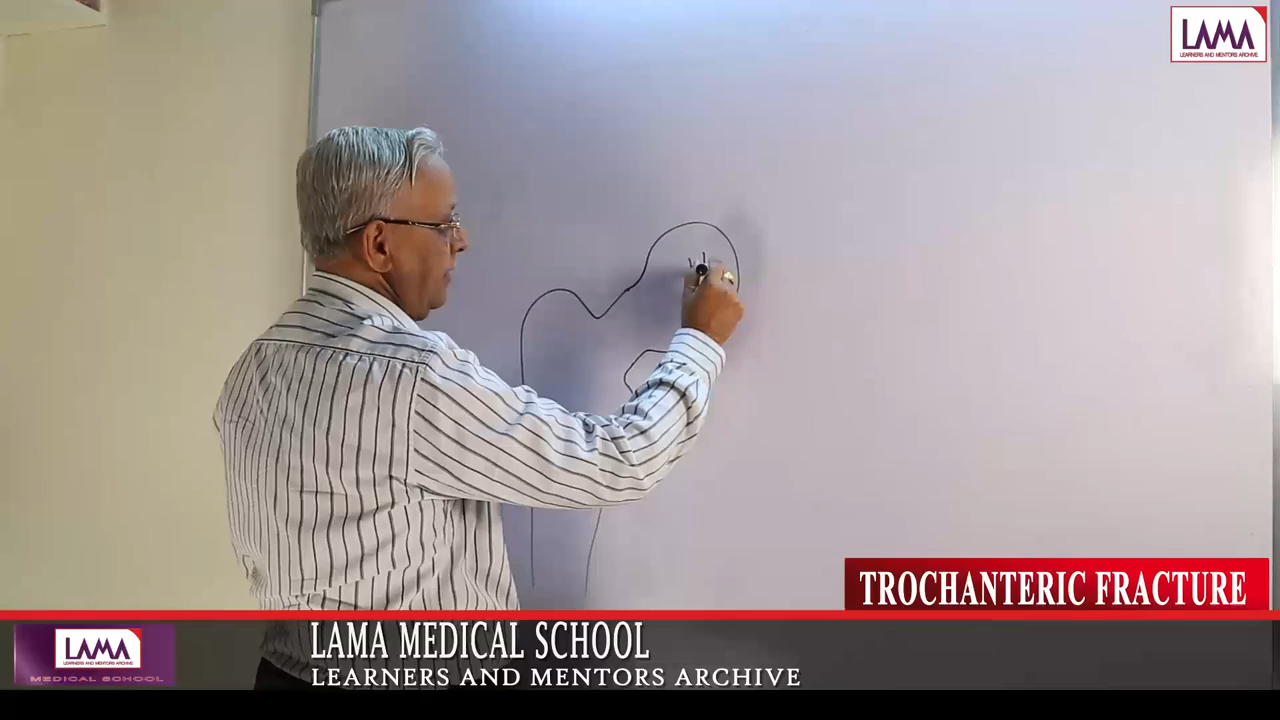 LAMA
LEARNERS AND MENTORS ARCHIVE
TROCHANTERIC FRACTURE
LAMA MEDICAL SCHOOL
LEARNERS AND MENTORS ARCHIVE
LAMA
LEARNERS AND MENTORS ARCHIVE
MEDICAL SCHOOL